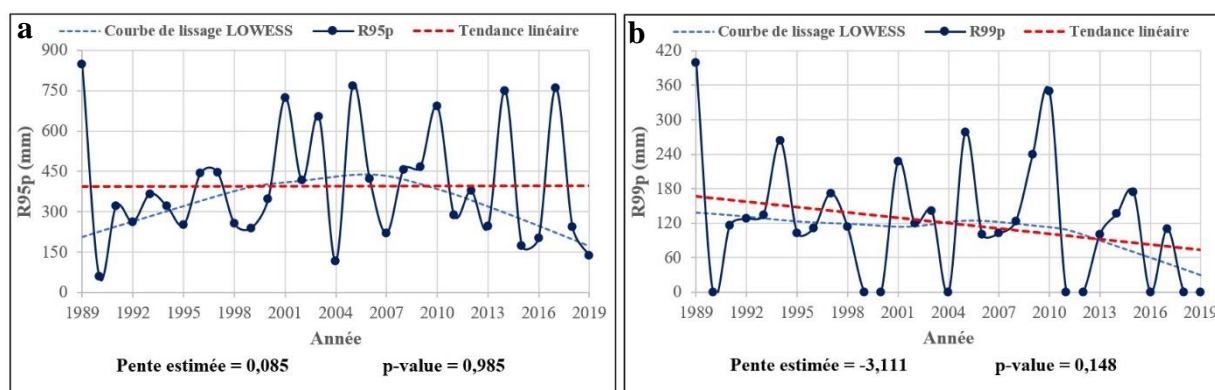 a
Courbe de lissage LOWESS R95p Tendance linéaire
R95p (mm)
900
750
600
450
300
150
0
1989 1992 1995 1998 2001 2004 2007 2010 2013 2016 2019
Année
Pente estimée = 0,085 p-value = 0,985
b
Courbe de lissage LOWESS R99p Tendance linéaire
R99p (mm)
420
360
300
240
180
120
60
0
1989 1992 1995 1998 2001 2004 2007 2010 2013 2016 2019
Année
Pente estimée = -3,111 p-value = 0,148